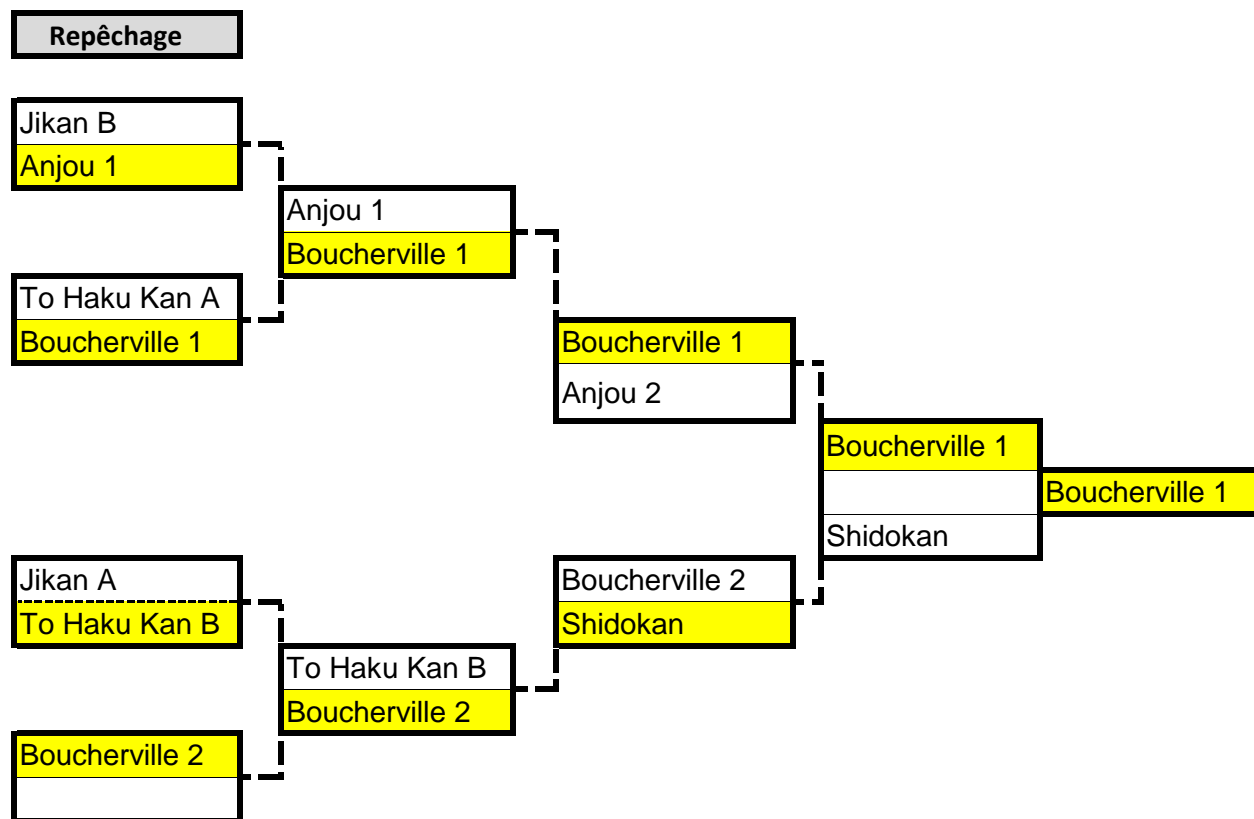 Repêchage
Jikan B
Anjou 1
Anjou 1
Boucherville 1
To Haku Kan A
Boucherville 1
Boucherville 1
Anjou 2
Boucherville 1
Boucherville 1
Shidokan
Jikan A
To Haku Kan B
Boucherville 2
Shidokan
To Haku Kan B
Boucherville 2
Boucherville 2